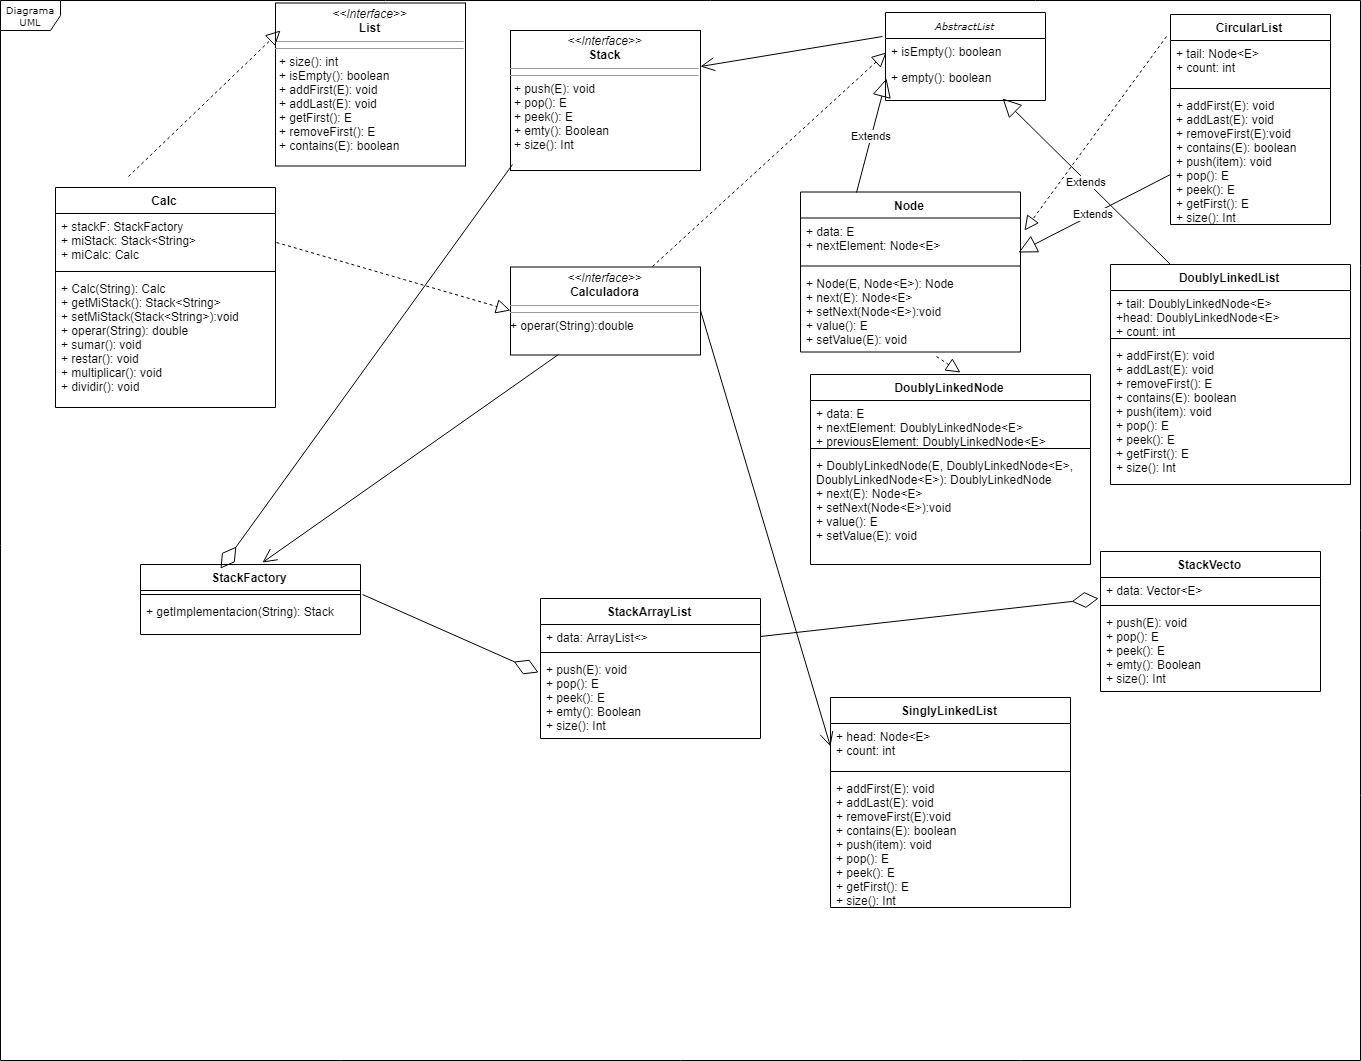 Diagrama
UML
<<Interface>>
List
+ size(): int
+ isEmpty(): boolean
+ addFirst(E): void
+ addLast(E): void
+ getFirst(): E
+ removeFirst(): E
+ contains(E): boolean
<<Interface>>
Stack
+ push(E): void
+ pop(): E
+ peek(): E
+ emty(): Boolean
+ size(): Int
AbstractList
+ isEmpty(): boolean
+ empty(): boolean
CircularList
+ tail: Node<E>
+ count: int
+ addFirst(E): void
+ addLast(E): void
+ removeFirst(E):void
+ contains(E): boolean
+ push(item): void
+ pop(): E
+ peek(): E
+ getFirst(): E
+ size(): Int
Extends
Extends
Extends
Calc
+ stackF: StackFactory
+ miStack: Stack<String>
+ miCalc: Calc
+ Calc(String): Calc
+ getMiStack(): Stack<String>
+ setMiStack(Stack<String>):void
+ operar(String): double
+ sumar(): void
+ restar(): void
+ multiplicar(): void
+ dividir(): void
<<Interface>>
Calculadora
+ operar(String):double
Node
+ data: E
+ nextElement: Node<E>
+ Node(E, Node<E>): Node
+ next(E): Node<E>
+ setNext(Node<E>):void
+ value(): E
+ setValue(E): void
DoublyLinkedList
+ tail: DoublyLinkedNode<E>
+head: DoublyLinkedNode<E>
+ count: int
+ addFirst(E): void
+ addLast(E): void
+ removeFirst(): E
+ contains(E): boolean
+ push(item): void
+ pop(): E
+ peek(): E
+ getFirst(): E
+ size(): Int
DoublyLinkedNode
+ data: E
+ nextElement: DoublyLinkedNode<E>
+ previousElement: DoublyLinkedNode<E>
+ DoublyLinkedNode(E, DoublyLinkedNode<E>,
DoublyLinkedNode<E>): DoublyLinkedNode
+ next(E): Node<E>
+ setNext(Node<E>):void
+ value(): E
+ setValue(E): void
StackFactory
+ getImplementacion(String): Stack
StackArrayList
+ data: ArrayList<>
+ push(E): void
+ pop(): E
+ peek(): E
+ emty(): Boolean
+ size(): Int
StackVecto
+ data: Vector<E>
+ push(E): void
+ pop(): E
+ peek(): E
+ emty(): Boolean
+ size(): Int
SinglyLinkedList
+ head: Node<E>
+ count: int
+ addFirst(E): void
+ addLast(E): void
+ removeFirst(E):void
+ contains(E): boolean
+ push(item): void
+ pop(): E
+ peek(): E
+ getFirst(): E
+ size(): Int